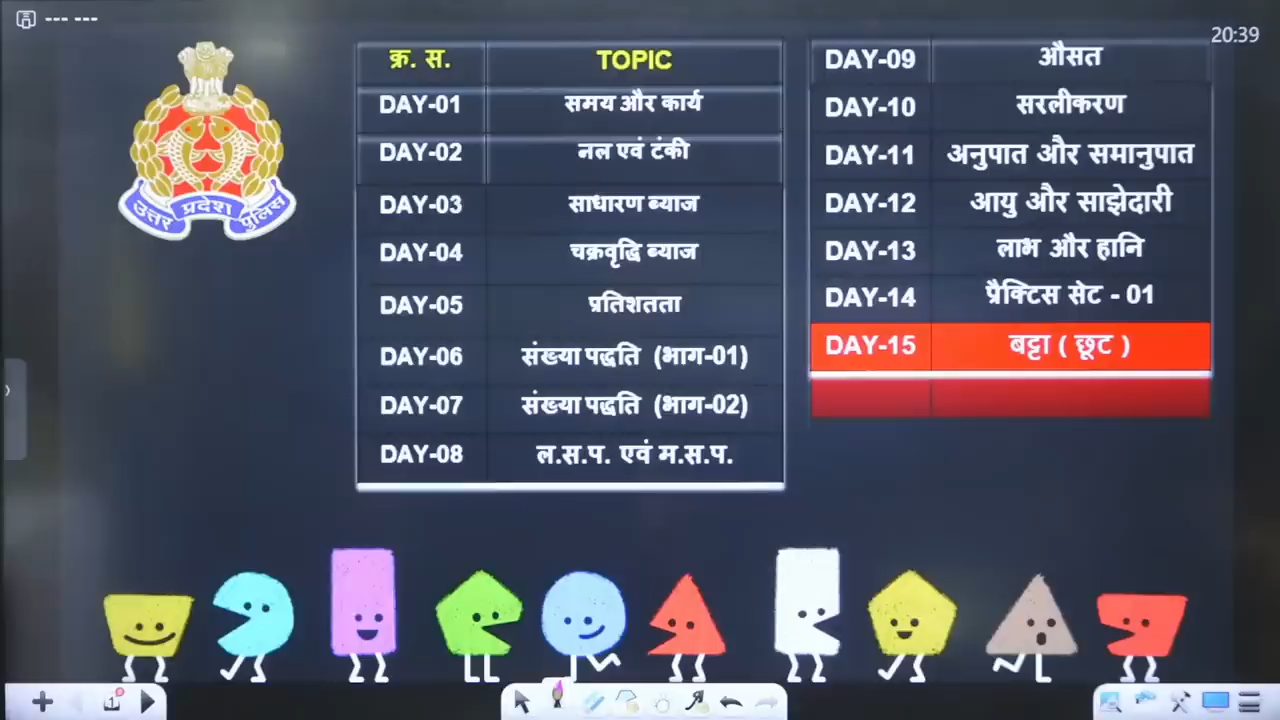 20:39
उत्तर प्रदेश पुलिस
क्र. स. TOPIC
DAY-01 समय और कार्य
DAY-02 नल एवं टंकी
DAY-03 साधारण ब्याज
DAY-04 चक्रवृद्धि ब्याज
DAY-05 प्रतिशतता
DAY-06 संख्या पद्धति (भाग-01)
DAY-07 संख्या पद्धति (भाग-02)
DAY-08 ल.स.प. एवं म.स.प.
DAY-09 औसत
DAY-10 सरलीकरण
DAY-11 अनुपात और समानुपात
DAY-12 आयु और साझेदारी
DAY-13 लाभ और हानि
DAY-14 प्रैक्टिस सेट - 01
DAY-15 बट्टा ( छूट )
1